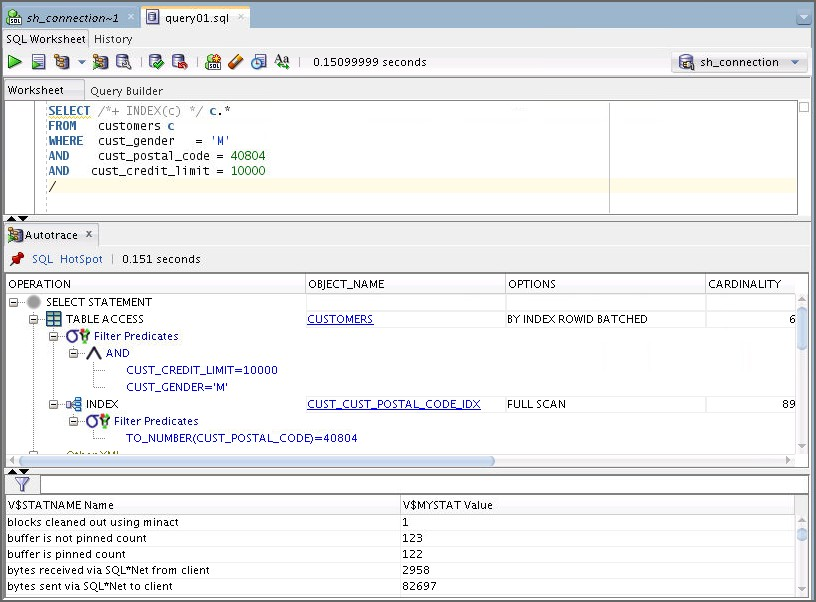 sh_connection~1 query01.sql
SQL Worksheet History
0.15099999 seconds sh_connection
Worksheet Query Builder
SELECT /*+ INDEX(c) */ c.*
FROM customers c
WHERE cust_gender = 'M'
AND cust_postal_code = 40804
AND cust_credit_limit = 10000
/
Autotrace
SQL HotSpot 0.151 seconds
OPERATION OBJECT_NAME OPTIONS CARDINALITY
SELECT STATEMENT
TABLE ACCESS CUSTOMERS BY INDEX ROWID BATCHED 6
Filter Predicates
AND
CUST_CREDIT_LIMIT=10000
CUST_GENDER='M'
INDEX CUST_CUST_POSTAL_CODE_IDX FULL SCAN 89
Filter Predicates
TO_NUMBER(CUST_POSTAL_CODE)=40804
Other XML
V$STATNAME Name V$MYSTAT Value
blocks cleaned out using minact 1
buffer is not pinned count 123
buffer is pinned count 122
bytes received via SQL*Net from client 2958
bytes sent via SQL*Net to client 82697